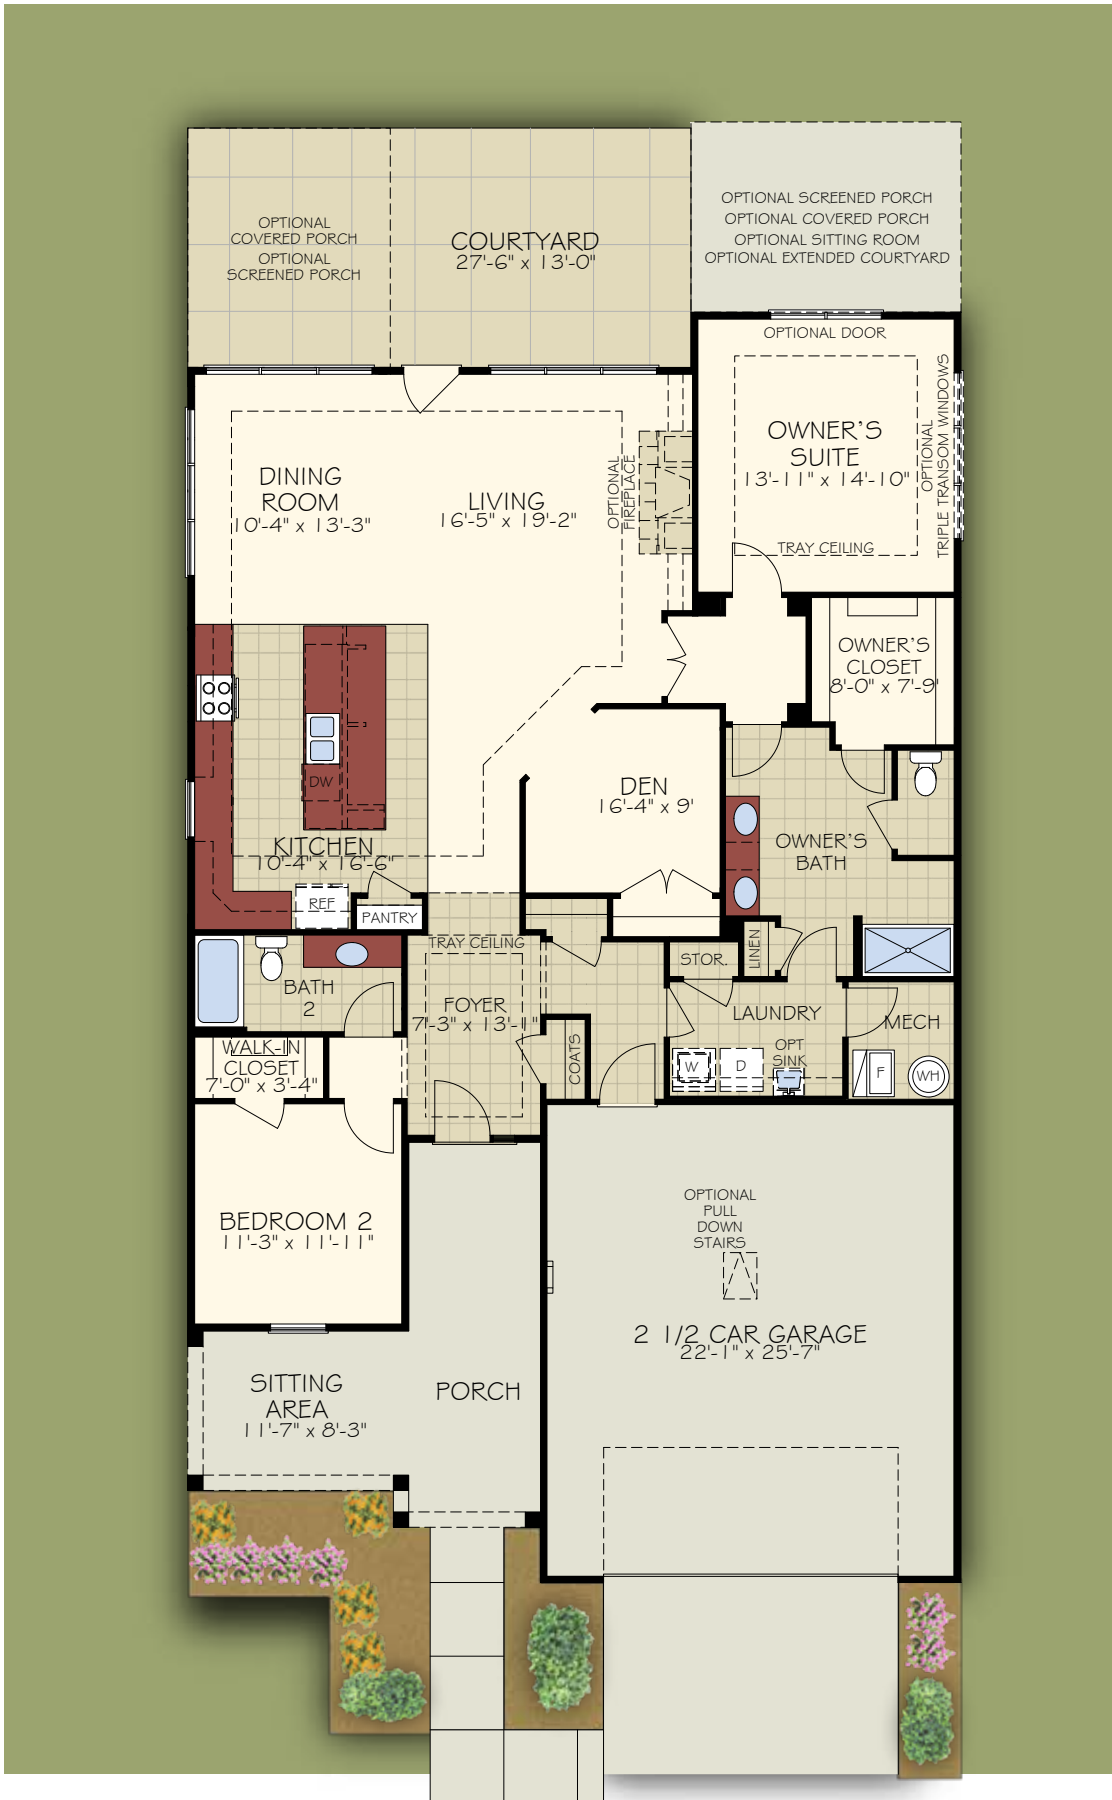 OPTIONAL
COVERED PORCH
OPTIONAL
SCREENED PORCH
COURTYARD
27'-6" x 13'-0"
OPTIONAL SCREENED PORCH
OPTIONAL COVERED PORCH
OPTIONAL SITTING ROOM
OPTIONAL EXTENDED COURTYARD
OPTIONAL DOOR
OPTIONAL
TRIPLE TRANSOM WINDOWS
OWNER'S
SUITE
13'-11" x 14'-10"
TRAY CEILING
DINING
ROOM
10'-4" x 13'-3"
LIVING
16'-5" x 19'-2"
OPTIONAL
FIREPLACE
OWNER'S
CLOSET
8'-0" x 7'-9"
DW
KITCHEN
10'-4" x 16'-6"
REF
PANTRY
DEN
16'-4" x 9'
OWNER'S
BATH
TRAY CEILING
FOYER
7'-3" x 13'-1"
BATH
2
STOR.
LINEN
LAUNDRY
OPT
SINK
W
D
MECH
F
WH
COATS
WALK-IN
CLOSET
7'-0" x 3'-4"
BEDROOM 2
11'-3" x 11'-11"
OPTIONAL
PULL
DOWN
STAIRS
2 1/2 CAR GARAGE
22'-1" x 25'-7"
SITTING
AREA
11'-7" x 8'-3"
PORCH